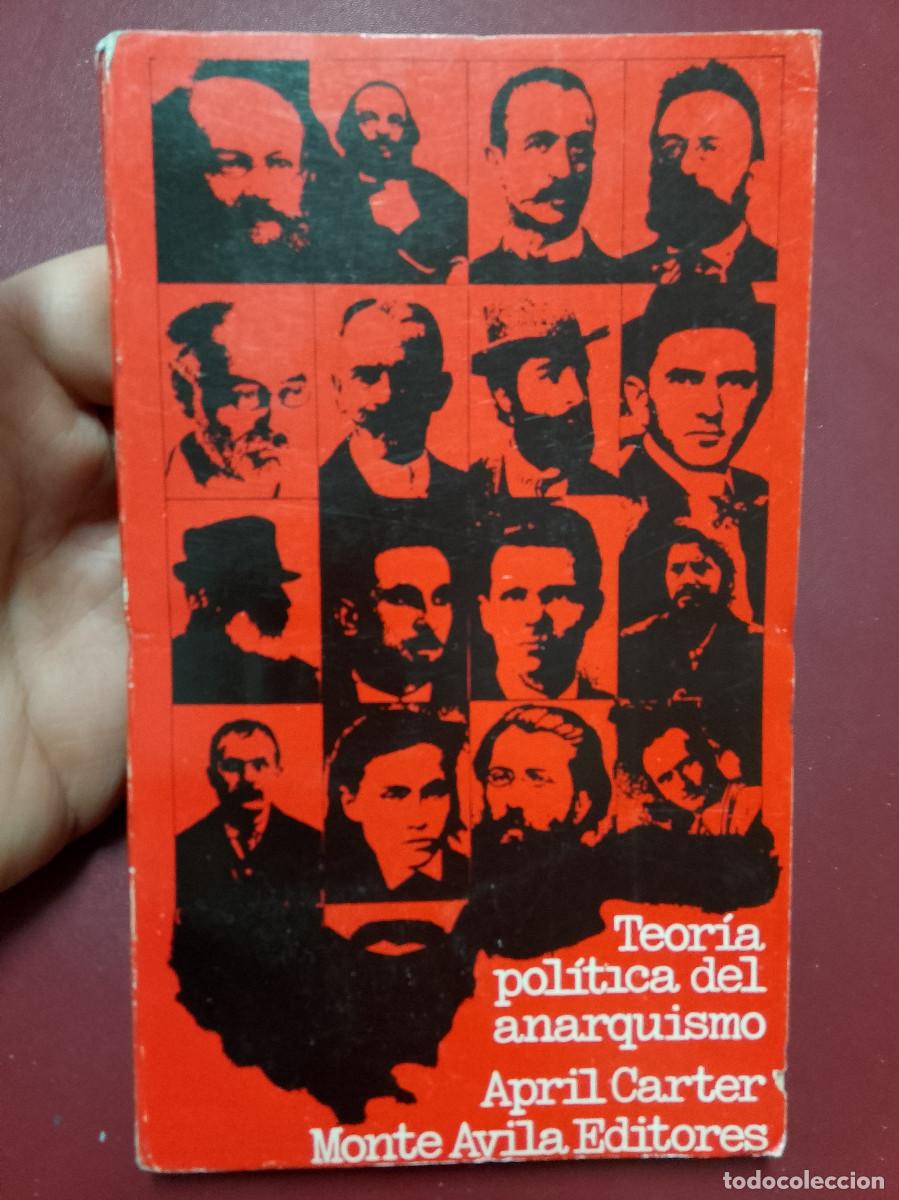 Teoría
política del
anarquismo
April Carter
Monte Avila Editores
todocoleccion